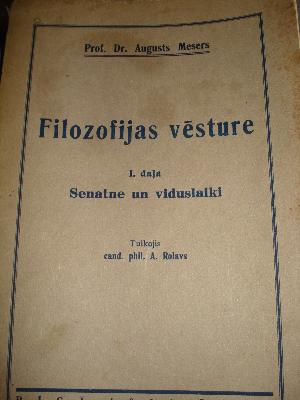 Prof. Dr. Augusts Mesers
Filozofijas vēsture
I. daļa
Senatne un viduslaiki
Tulkojis
cand. phil. A. Rolavs